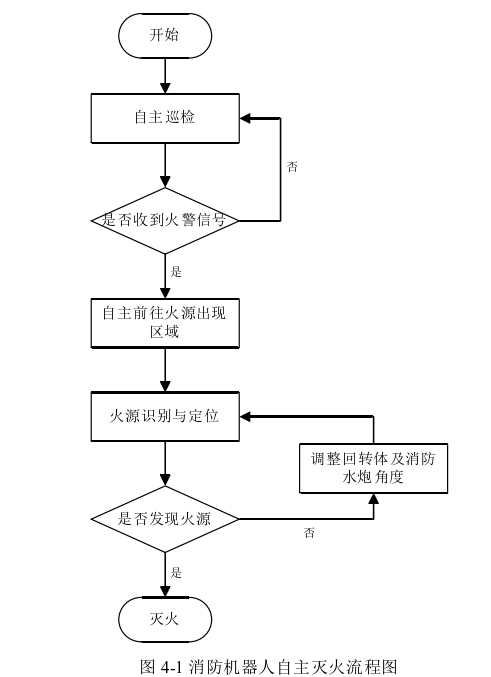 开始
自主巡检
否
是否收到火警信号
是
自主前往火源出现
区域
火源识别与定位
调整回转体及消防
水炮角度
是否发现火源
否
是
灭火
图 4-1 消防机器人自主灭火流程图